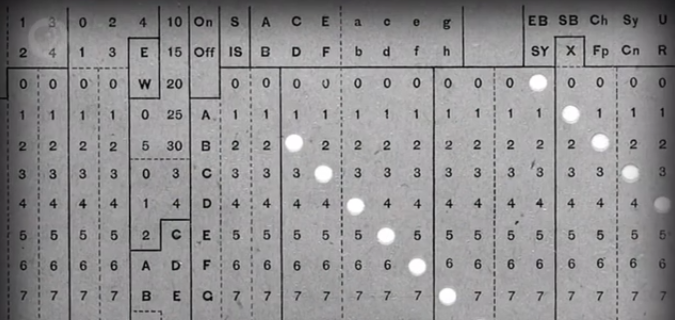 1 3 0 2 4 10 On S A C E a c e g EB SB Ch Sy U
2 4 1 3 E 15 Off IS B D F b d f h SY X Fp Cn R
0 0 0 0 W 20 0 0 0 0 0 0 0 0 0 0 0 0 0 0
1 1 1 1 0 25 A 1 1 1 1 1 1 1 1 1 1 1 1 1 1
2 2 2 2 5 30 B 2 2 2 2 2 2 2 2 2 2 2 2 2
3 3 3 3 0 3 C 3 3 3 3 3 3 3 3 3 3 3 3 3
4 4 4 4 1 4 D 4 4 4 4 4 4 4 4 4 4 4 4 4
5 5 5 5 2 C E 5 5 5 5 5 5 5 5 5 5 5 5 5 5
6 6 6 6 A D F 6 6 6 6 6 6 6 6 6 6 6 6 6 6
7 7 7 7 B E G 7 7 7 7 7 7 7 7 7 7 7 7 7 7